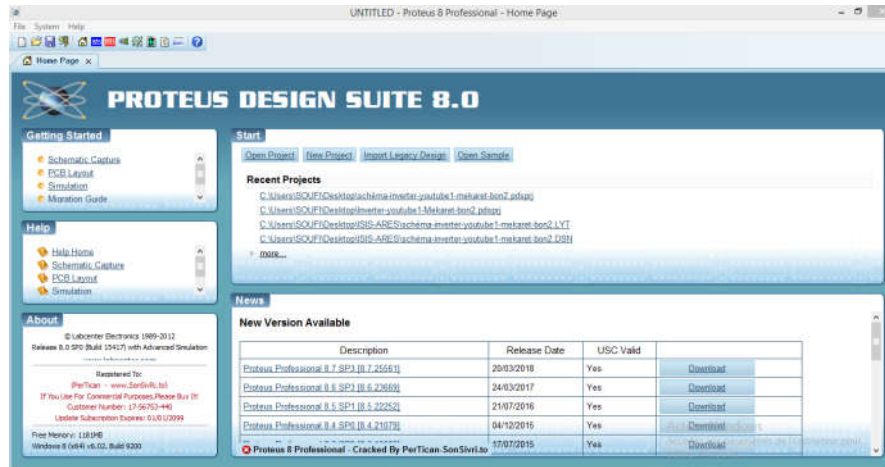 UNTITLED - Proteus 8 Professional - Home Page
File System Help
Home Page x
PROTEUS DESIGN SUITE 8.0
Getting Started
Schematic Capture
PCB Layout
Simulation
Migration Guide
Help
Help Home
Schematic Capture
PCB Layout
Simulation
About
© Labcenter Electronics 1989-2012
Release 8.0 SP0 (Build 15417) with Advanced Simulation
www.labcenter.com
Registered To:
(PerTican - www.SonSivRi.to)
If You Use For Commercial Purposes,Please Buy It!
Customer Number: 17-56753-440
Update Subscription Expires: 01/01/2099
Free Memory: 1181MB
Windows 8 (x64) v6.02, Build 9200
Start
Open Project New Project Import Legacy Design Open Sample
Recent Projects
C:\Users\SOUFI\Desktop\schéma-inverter-youtube1-mekaret-bon2.pdsprj
C:\Users\SOUFI\Desktop\Inverter-youtube1-Mekaret-bon2.pdsprj
C:\Users\SOUFI\Desktop\ISIS-ARES\schéma-inverter-youtube1-mekaret-bon2.LYT
C:\Users\SOUFI\Desktop\ISIS-ARES\schéma-inverter-youtube1-mekaret-bon2.DSN
more...
News
New Version Available
Description Release Date USC Valid
Proteus Professional 8.7 SP3 [8.7.25561] 20/03/2018 Yes Download
Proteus Professional 8.6 SP3 [8.6.23669] 24/03/2017 Yes Download
Proteus Professional 8.5 SP1 [8.5.22252] 21/07/2016 Yes Download
Proteus Professional 8.4 SP0 [8.4.21079] 04/12/2015 Yes Download
17/07/2015 Yes Download
Proteus 8 Professional - Cracked By PerTican-SonSivri.to